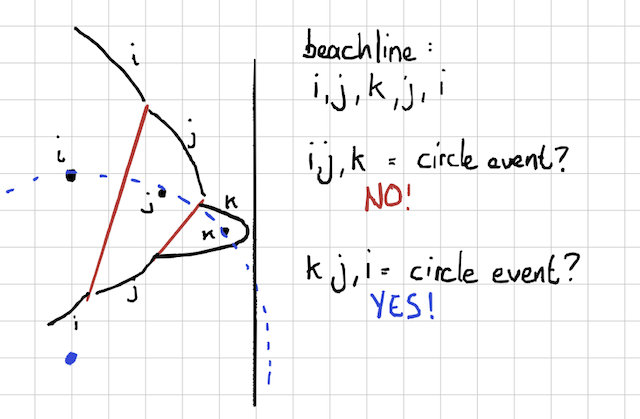 beachline :
i, j, k, j, i
i,j, k = circle event?
NO!
k j, i = circle event?
YES!
i
j
i
j
k
k
j
i